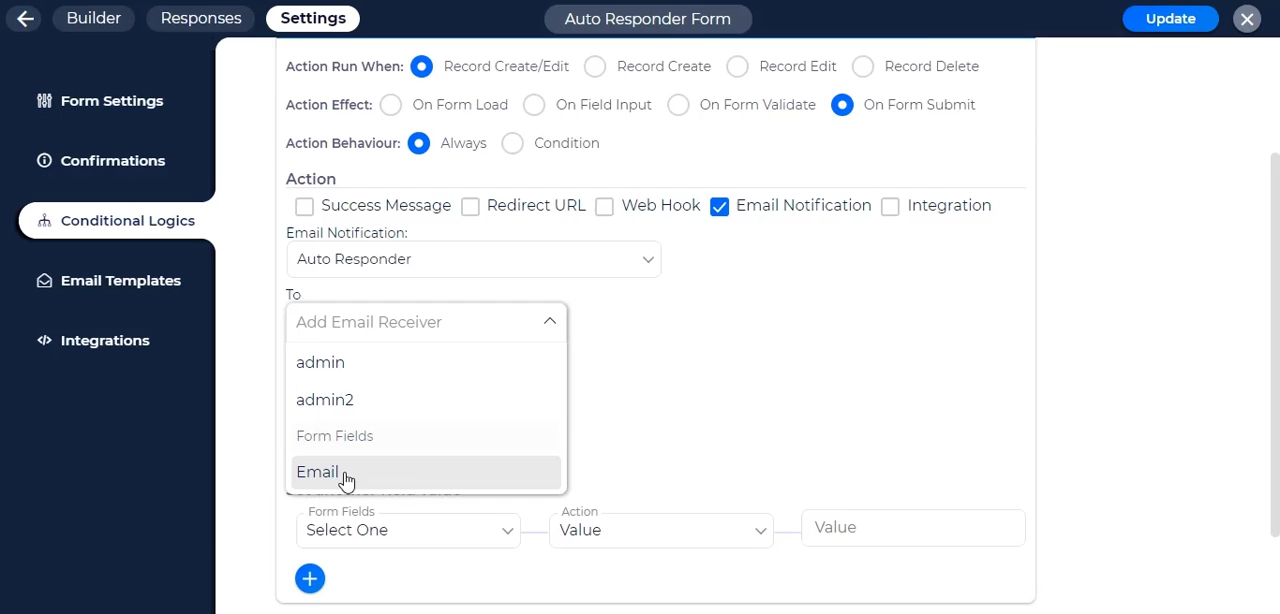 Builder Responses Settings Auto Responder Form Update
Form Settings
Confirmations
Conditional Logics
Email Templates
Integrations
Action Run When: Record Create/Edit Record Create Record Edit Record Delete
Action Effect: On Form Load On Field Input On Form Validate On Form Submit
Action Behaviour: Always Condition
Action
Success Message Redirect URL Web Hook Email Notification Integration
Email Notification:
Auto Responder
To
Add Email Receiver
admin
admin2
Form Fields
Email
Form Fields Action
Select One Value Value